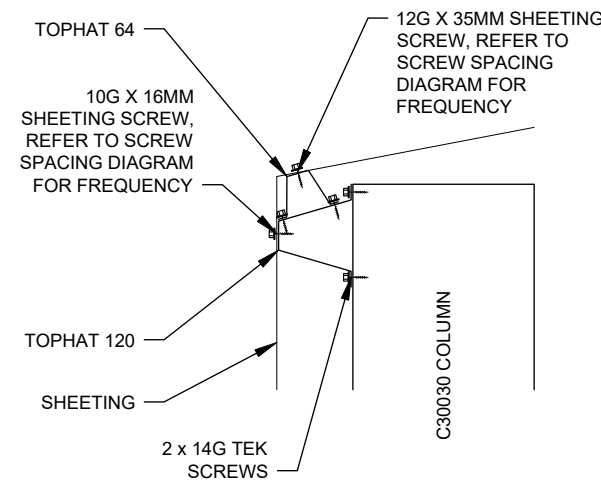 TOPHAT 64
12G X 35MM SHEETING
SCREW, REFER TO
SCREW SPACING
DIAGRAM FOR
FREQUENCY
10G X 16MM
SHEETING SCREW,
REFER TO SCREW
SPACING DIAGRAM
FOR FREQUENCY
TOPHAT 120
SHEETING
2 x 14G TEK
SCREWS
C30030 COLUMN